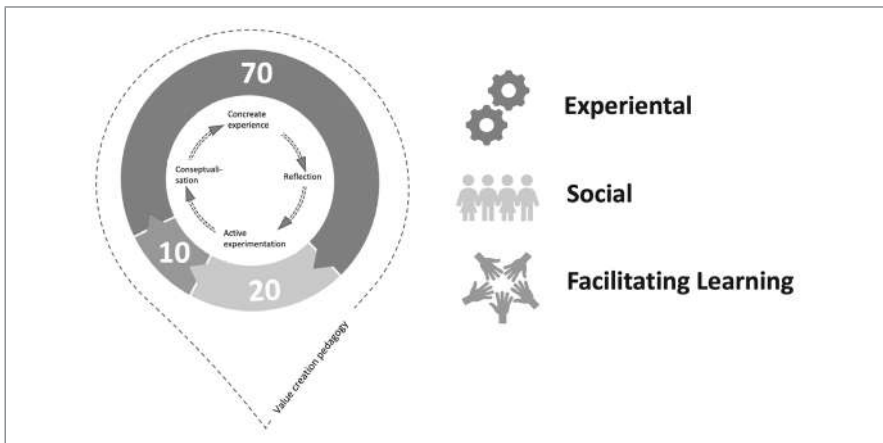 70
Concreate
experience
Conseptuali-
sation
Reflection
Active
experimentation
10
20
Value creation pedagogy
Experiental
Social
Facilitating Learning